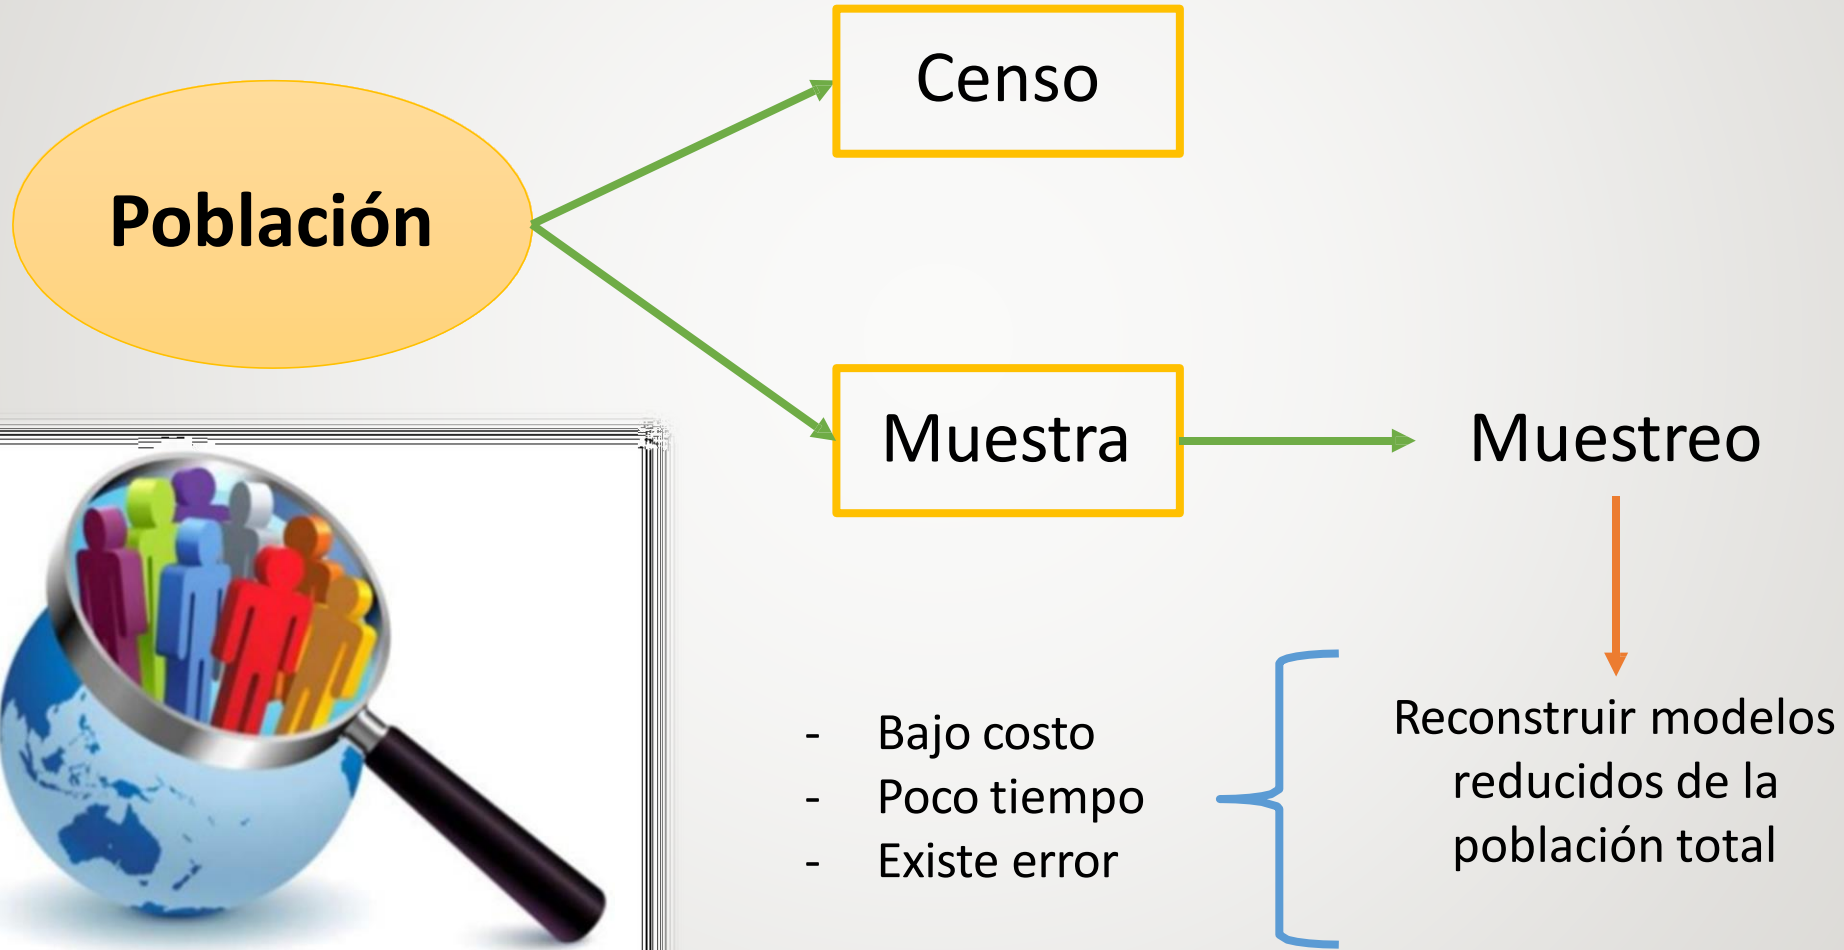 Censo
Población
Muestra
Muestreo
Reconstruir modelos
reducidos de la
población total
- Bajo costo
- Poco tiempo
- Existe error